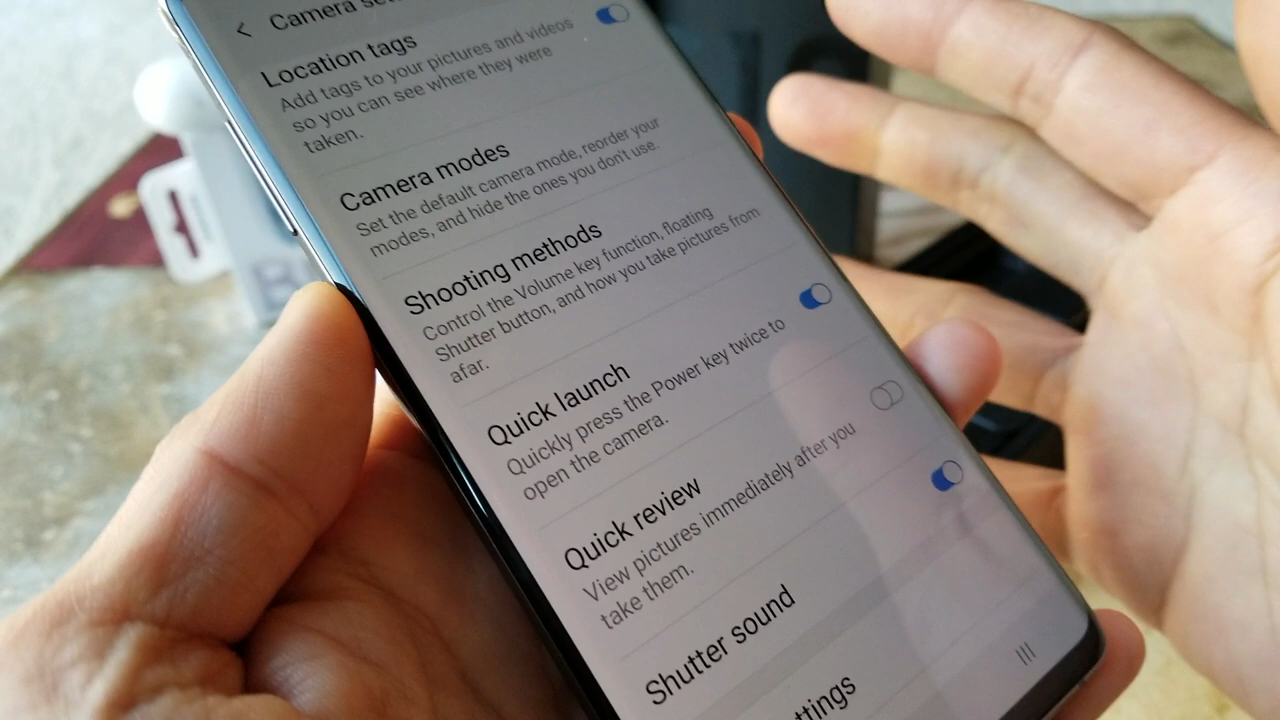 Camera
Location tags
Add tags to your pictures and videos
so you can see where they were
taken.
Camera modes
Set the default camera mode, reorder your
modes, and hide the ones you don't use.
Shooting methods
Control the Volume key function, floating
Shutter button, and how you take pictures from
afar.
Quick launch
Quickly press the Power key twice to
open the camera.
Quick review
View pictures immediately after you
take them.
Shutter sound